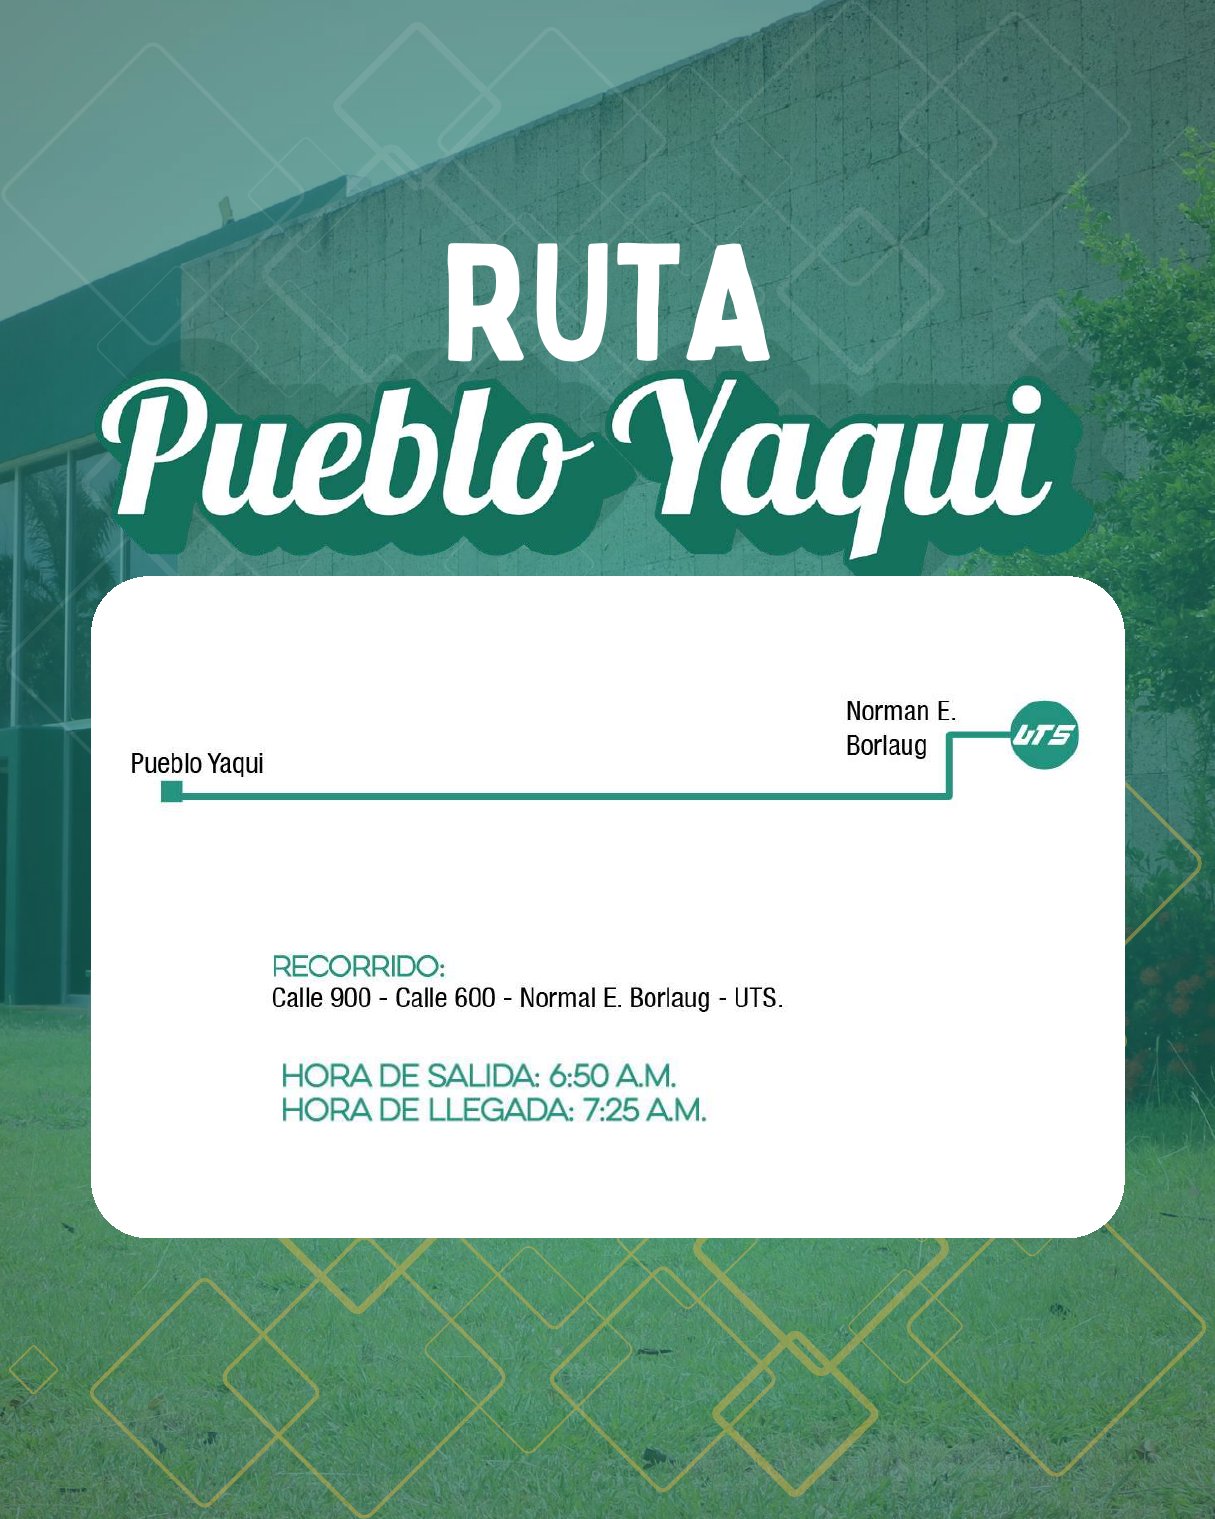 RUTA
Pueblo Yaqui
Norman E.
Borlaug
UTS
Pueblo Yaqui
RECORRIDO:
Calle 900 - Calle 600 - Normal E. Borlaug - UTS.
HORA DE SALIDA: 6:50 A.M.
HORA DE LLEGADA: 7:25 A.M.